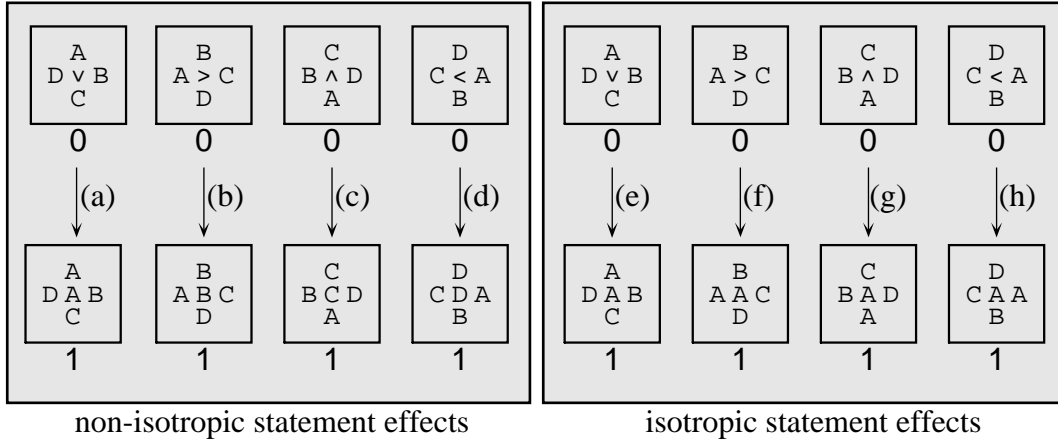 A B C D A B C D
D v B A > C B ʌ D C < A D v B A > C B ʌ D C < A
C D A B C D A B
0 0 0 0 0 0 0 0
(a) (b) (c) (d) (e) (f) (g) (h)
A B C D A B C D
D A B A B C B C D C D A D A B A A C B A D C A A
C D A B C D A B
1 1 1 1 1 1 1 1
non-isotropic statement effects isotropic statement effects